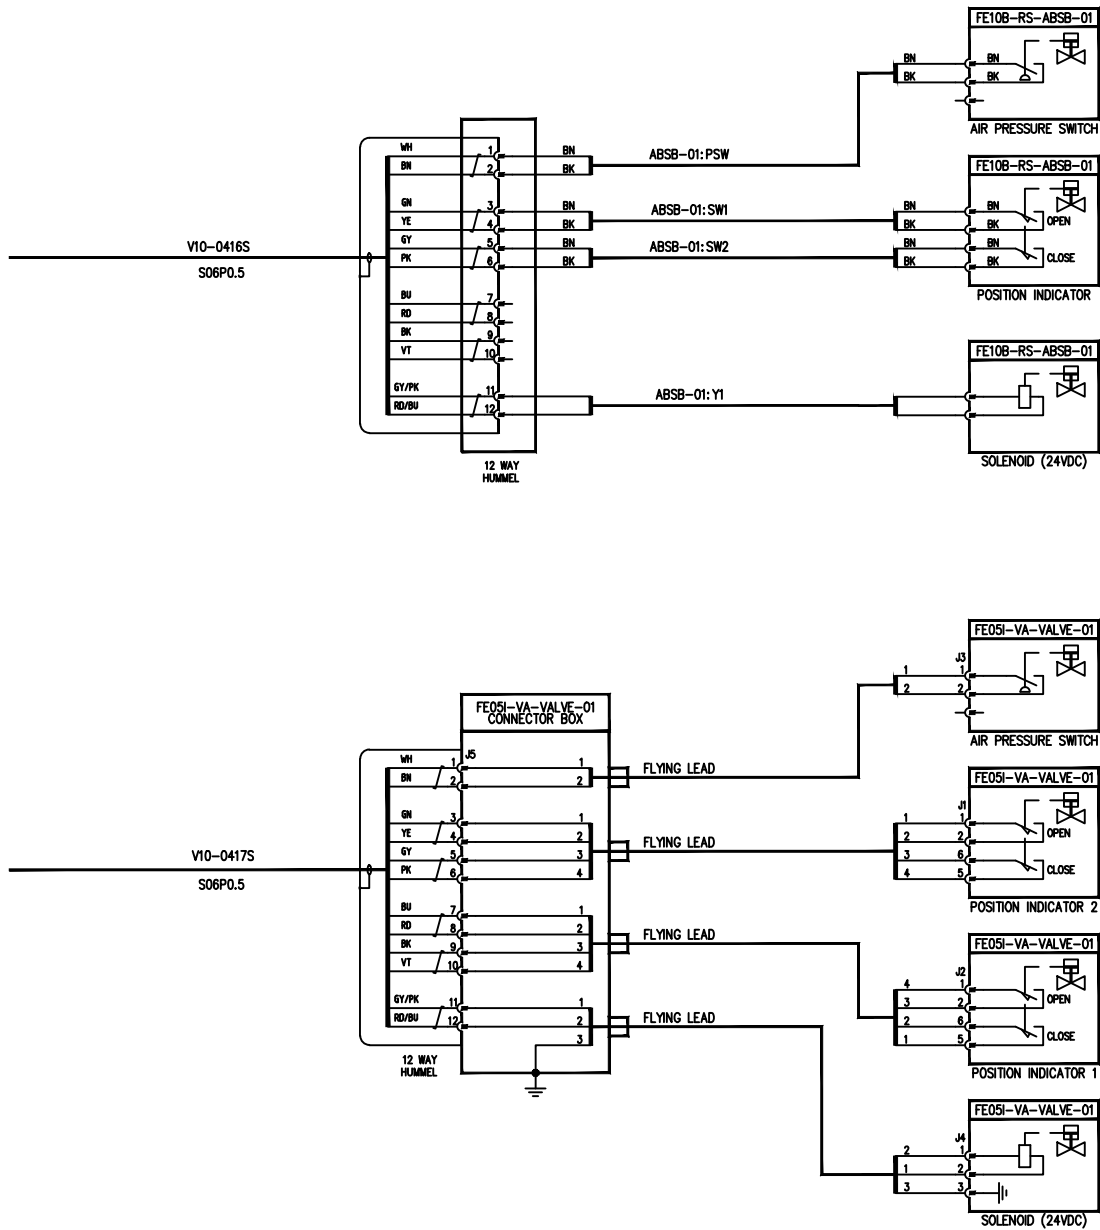 FE10B-RS-ABSB-01
BN BN
BK BK
AIR PRESSURE SWITCH
WH 1 BN
BN 2 BK
ABSB-01:PSW
FE10B-RS-ABSB-01
GN 3 BN
YE 4 BK
ABSB-01:SW1
BN BN
BK BK
OPEN
GY 5 BN
PK 6 BK
ABSB-01:SW2
BN BN
BK BK
CLOSE
POSITION INDICATOR
V10-0416S
S06P0.5
BU 7
RD 8
BK 9
VT 10
GY/PK 11
RD/BU 12
ABSB-01:Y1
FE10B-RS-ABSB-01
SOLENOID (24VDC)
12 WAY
HUMMEL
FE05I-VA-VALVE-01
J3
1 1
2 2
AIR PRESSURE SWITCH
FE05I-VA-VALVE-01
CONNECTOR BOX
J5
WH 1 1
BN 2 2
FLYING LEAD
FE05I-VA-VALVE-01
J1
GN 3 1
YE 4 2
GY 5 3
PK 6 4
FLYING LEAD
1 1
2 2
OPEN
3 6
4 5
CLOSE
POSITION INDICATOR 2
V10-0417S
S06P0.5
BU 7 1
RD 8 2
BK 9 3
VT 10 4
FLYING LEAD
FE05I-VA-VALVE-01
J2
4 1
3 2
OPEN
2 6
1 5
CLOSE
POSITION INDICATOR 1
GY/PK 11 1
RD/BU 12 2
3
FLYING LEAD
12 WAY
HUMMEL
FE05I-VA-VALVE-01
J4
2 1
1 2
3 3
SOLENOID (24VDC)